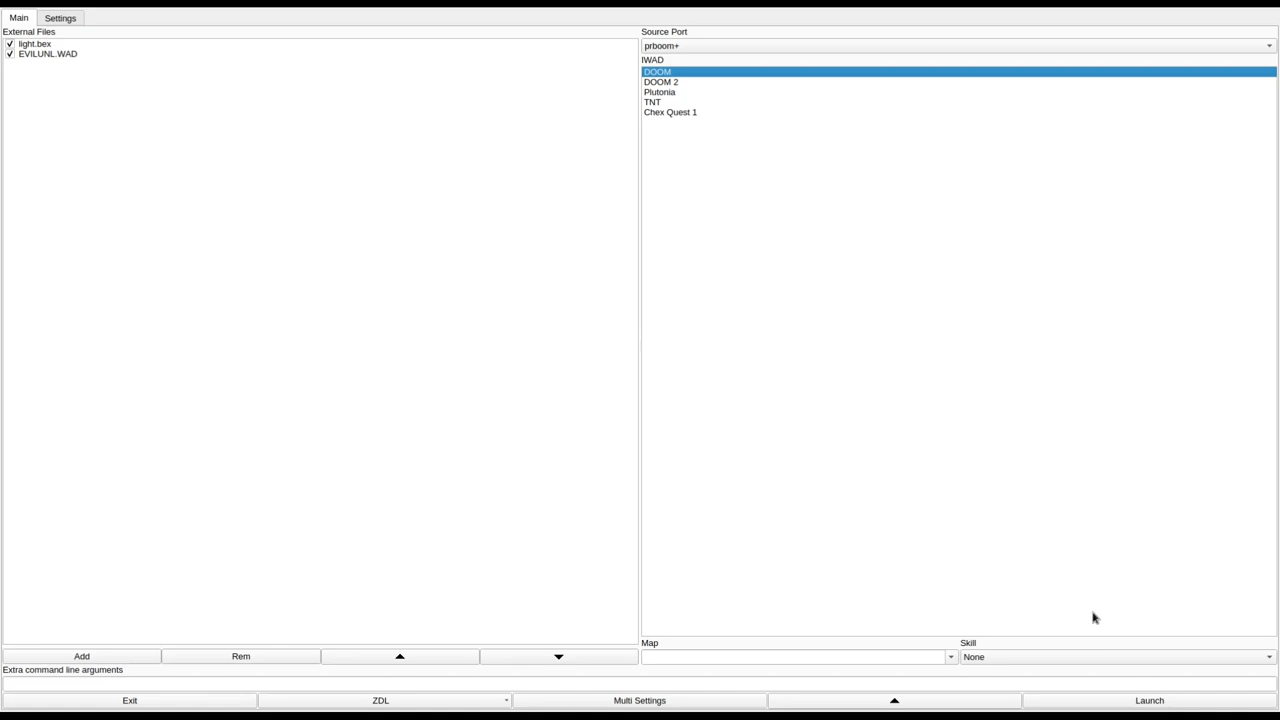 Main Settings
External Files
light.bex
EVILUNL.WAD
Add Rem
Extra command line arguments
Source Port
prboom+
IWAD
DOOM
DOOM 2
Plutonia
TNT
Chex Quest 1
Map Skill
None
Exit ZDL Multi Settings Launch